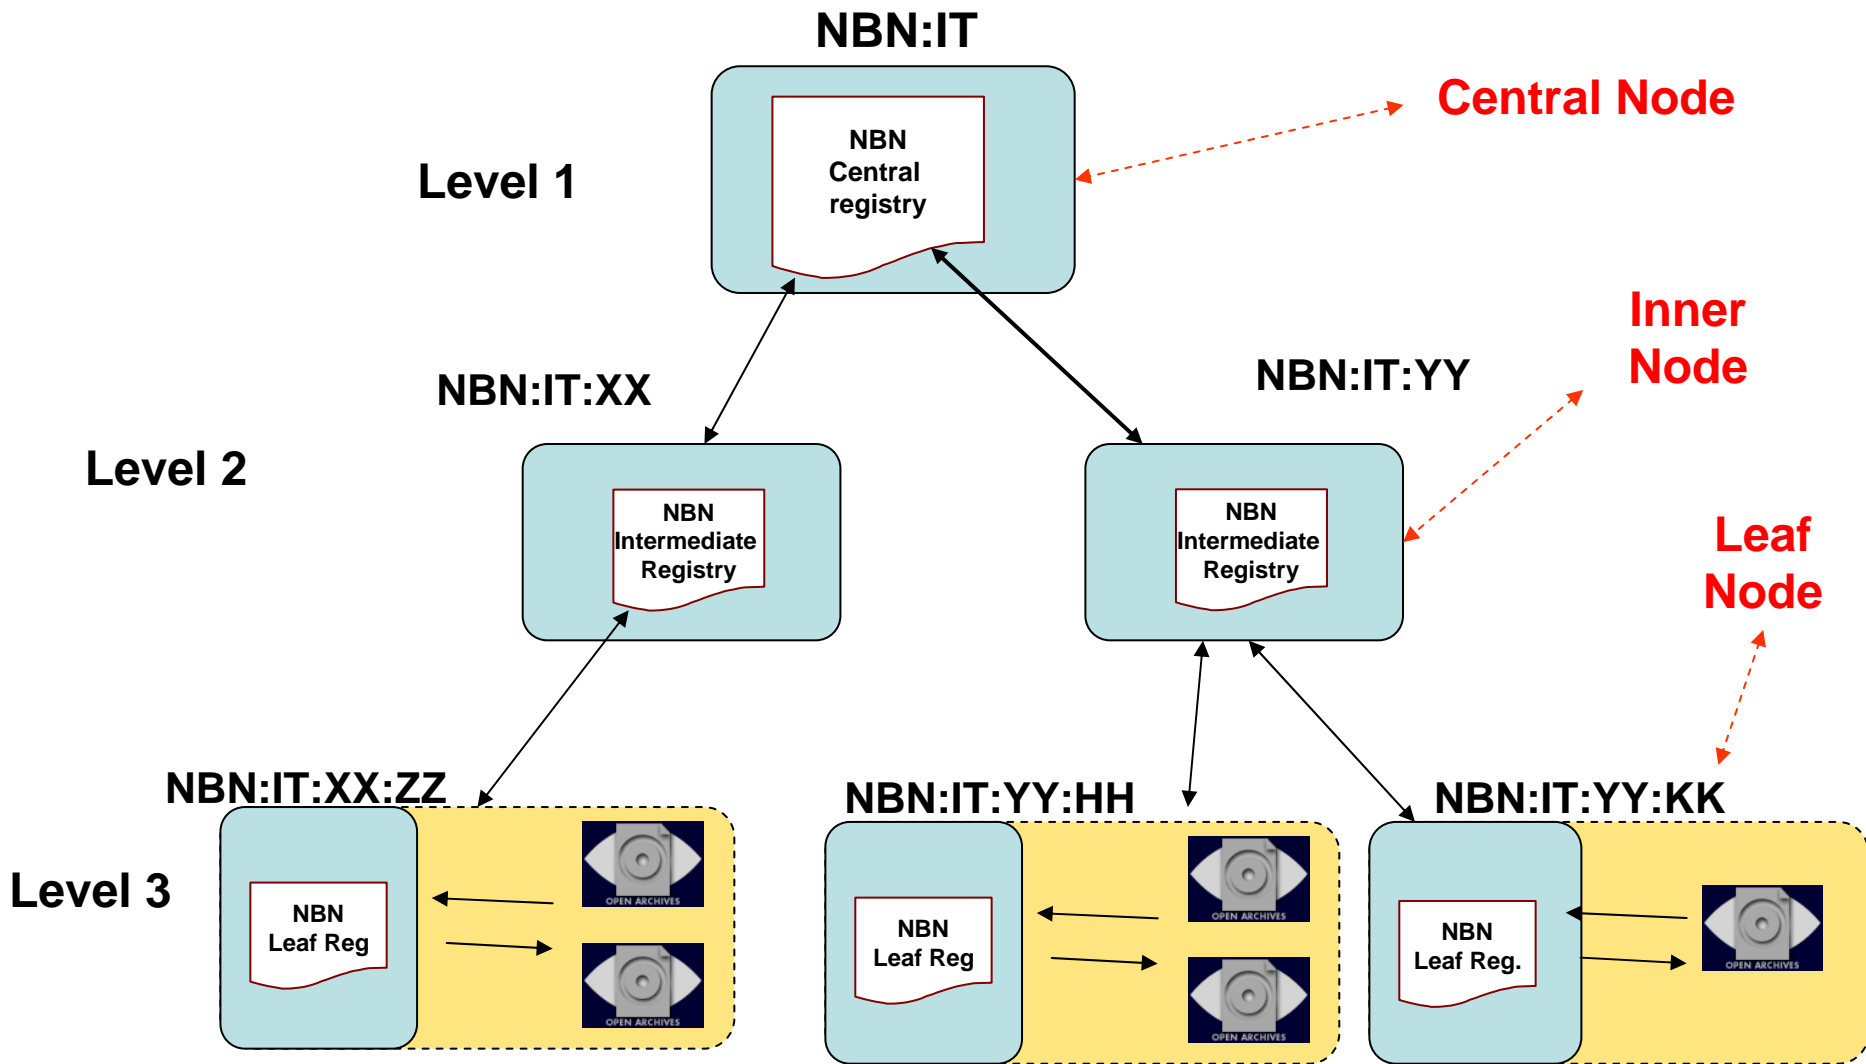 NBN:IT
Central Node
NBN
Central
registry
Level 1
Inner
Node
NBN:IT:XX
NBN:IT:YY
Level 2
NBN
Intermediate
Registry
NBN
Intermediate
Registry
Leaf
Node
NBN:IT:XX:ZZ
NBN:IT:YY:HH
NBN:IT:YY:KK
Level 3
NBN
Leaf Reg
OPEN ARCHIVES
OPEN ARCHIVES
NBN
Leaf Reg
OPEN ARCHIVES
OPEN ARCHIVES
NBN
Leaf Reg.
OPEN ARCHIVES